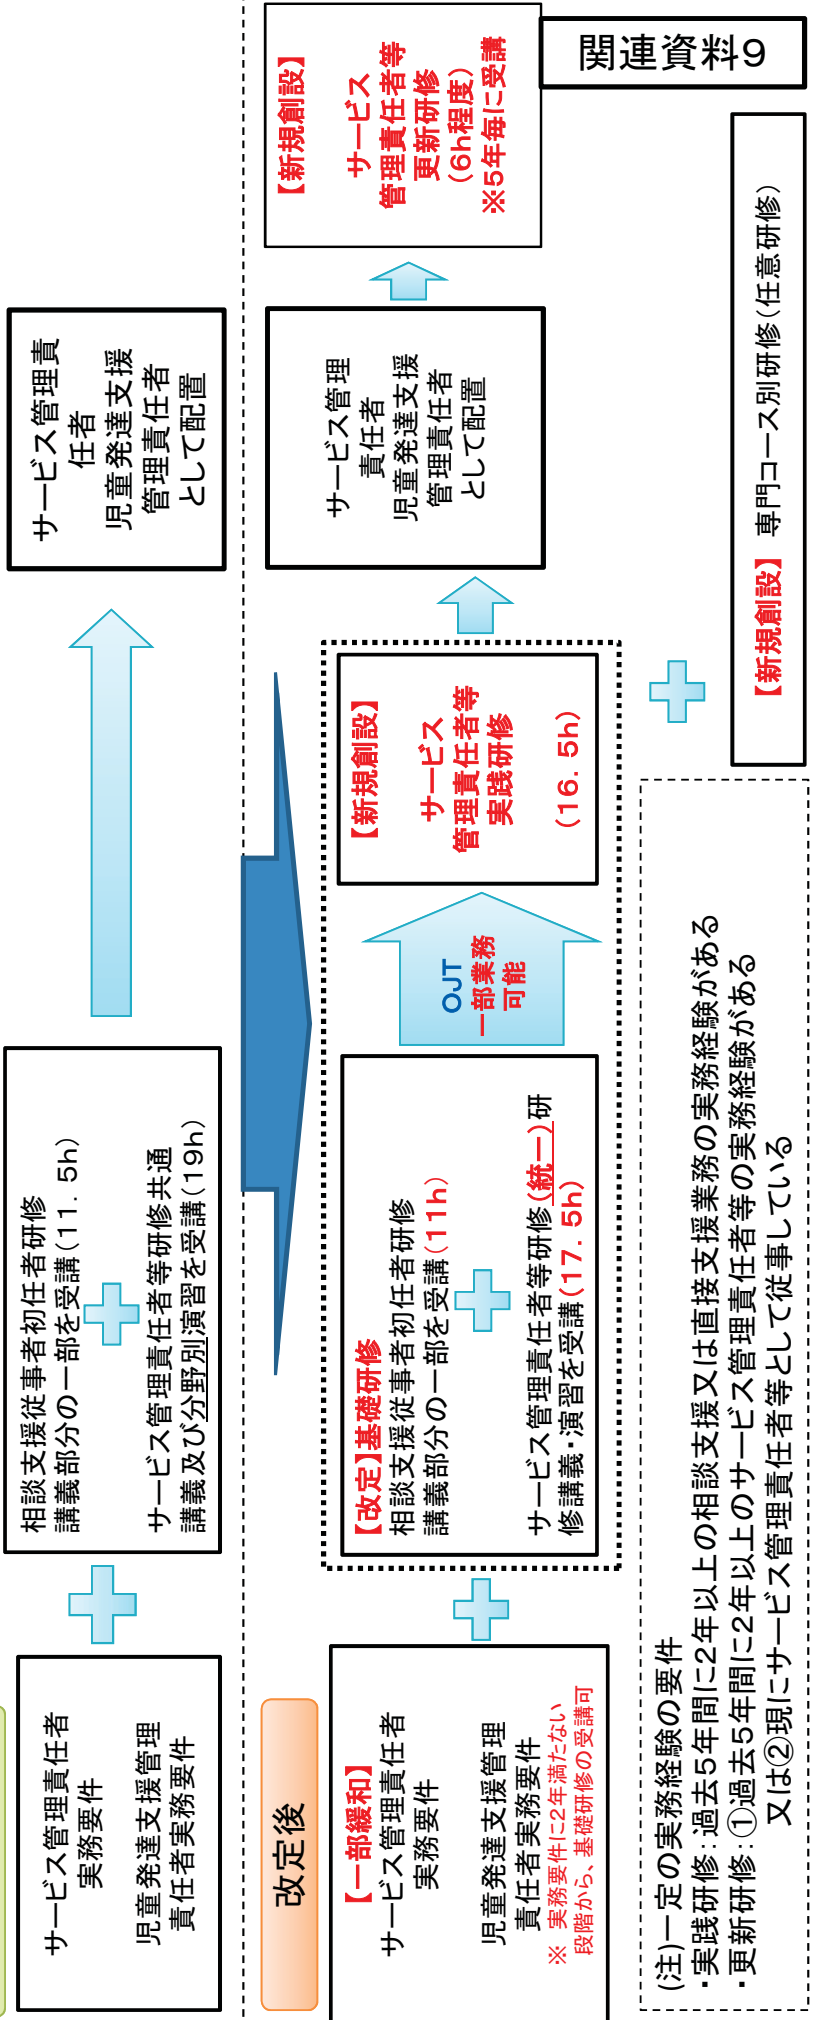 関連資料9
サービス管理責任者
実務要件
児童発達支援管理
責任者実務要件
相談支援従事者初任者研修
講義部分の一部を受講(11.5h)
サービス管理責任者等研修共通
講義及び分野別演習を受講(19h)
サービス管理責
任者
児童発達支援
管理責任者
として配置
改定後
【一部緩和】
サービス管理責任者
実務要件
児童発達支援管理
責任者実務要件
※ 実務要件に2年満たない
段階から、基礎研修の受講可
【改定】基礎研修
相談支援従事者初任者研修
講義部分の一部を受講(11h)
サービス管理責任者等研修(統一)研
修講義・演習を受講(17.5h)
OJT
一部業務
可能
【新規創設】
サービス
管理責任者等
実践研修
(16.5h)
サービス管理
責任者
児童発達支援
管理責任者
として配置
【新規創設】
サービス
管理責任者等
更新研修
(6h程度)
※5年毎に受講
(注)一定の実務経験の要件
・実践研修:過去5年間に2年以上の相談支援又は直接支援業務の実務経験がある
・更新研修:①過去5年間に2年以上のサービス管理責任者等の実務経験がある
又は②現にサービス管理責任者等として従事している
【新規創設】 専門コース別研修(任意研修)